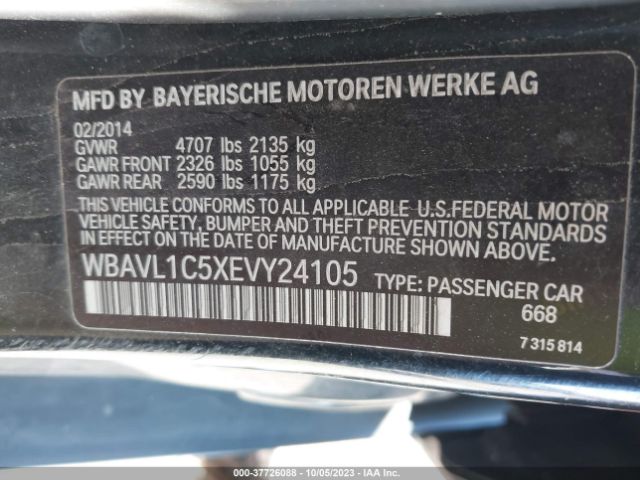 MFD BY BAYERISCHE MOTOREN WERKE AG
02/2014
GVWR 4707 lbs 2135 kg
GAWR FRONT 2326 lbs 1055 kg
GAWR REAR 2590 lbs 1175 kg
THIS VEHICLE CONFORMS TO ALL APPLICABLE U.S.FEDERAL MOTOR
VEHICLE SAFETY, BUMPER AND THEFT PREVENTION STANDARDS
IN EFFECT ON THE DATE OF MANUFACTURE SHOWN ABOVE.
WBAVL1C5XEVY24105 TYPE: PASSENGER CAR
668
7 315 814
000-37726088 - 10/05/2023 - IAAI.COM